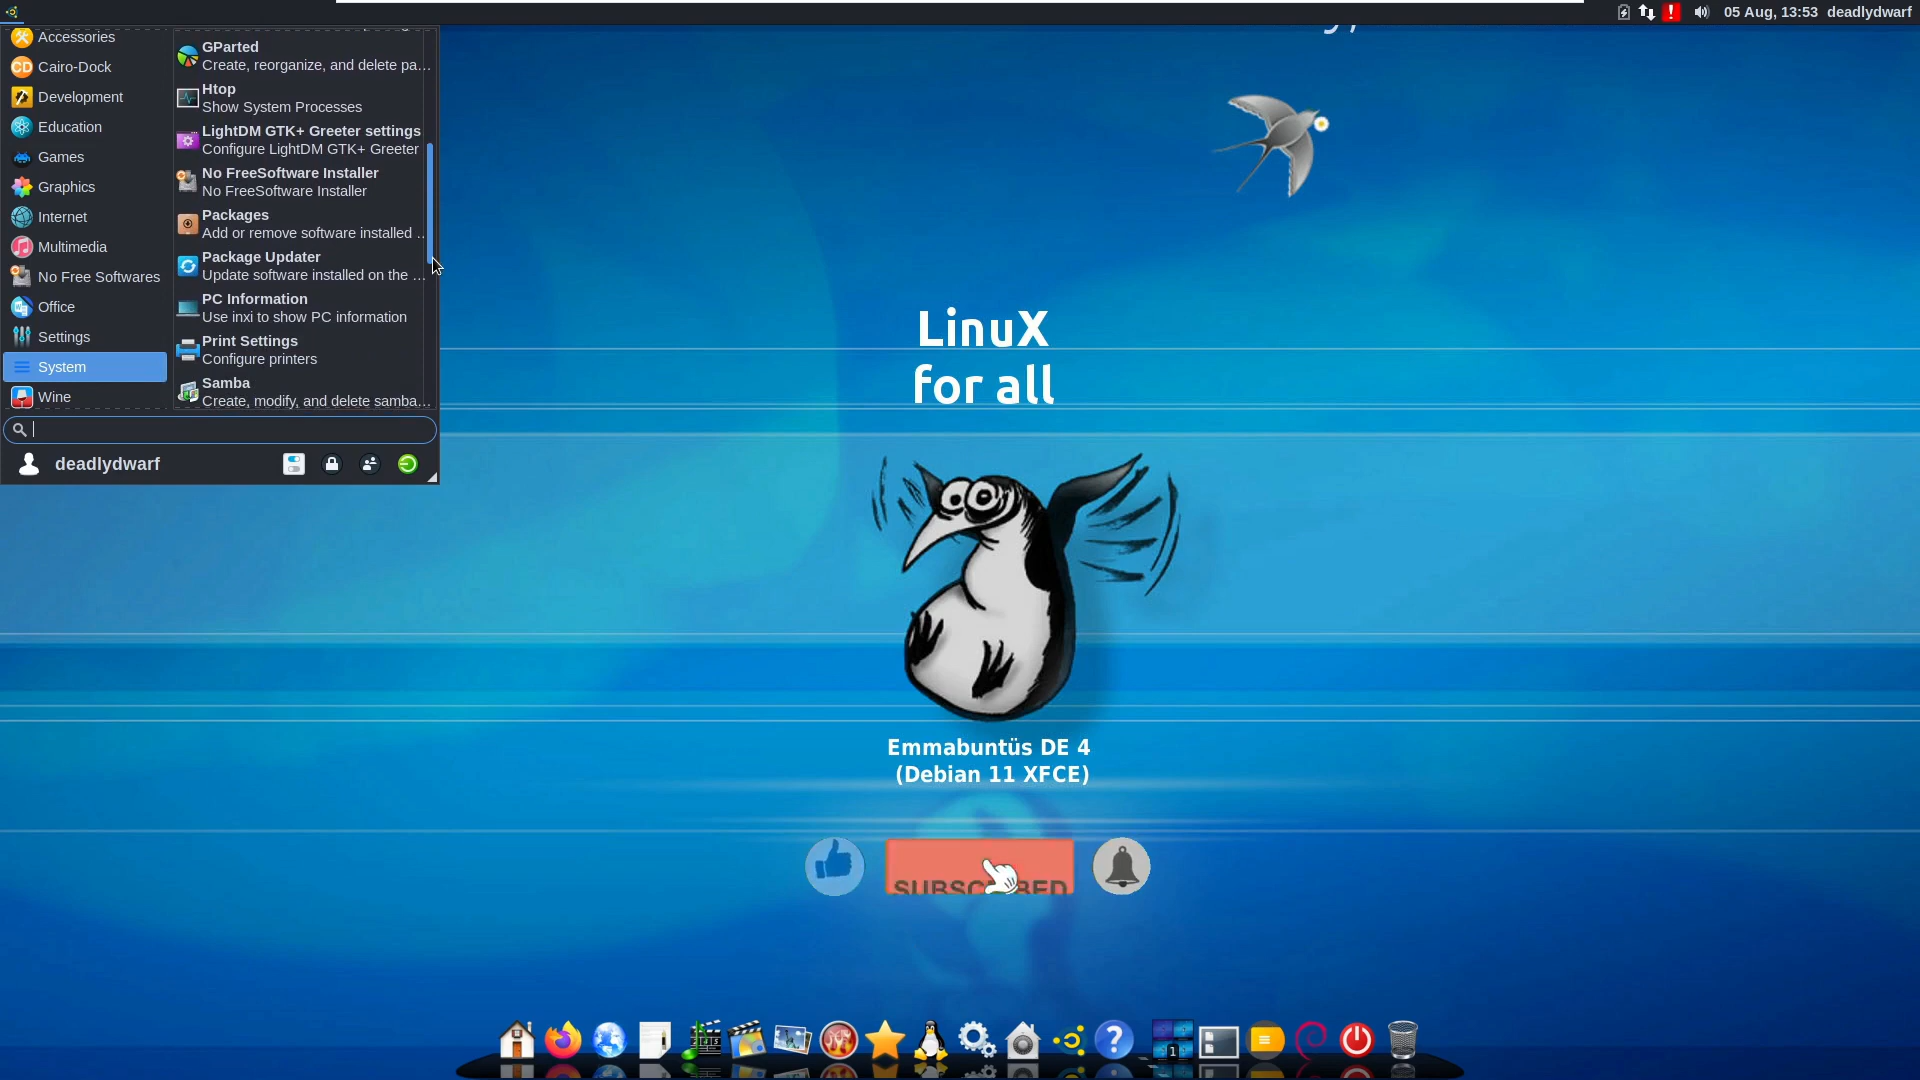 05 Aug, 13:53 deadlydwarf
Accessories
Cairo-Dock
Development
Education
Games
Graphics
Internet
Multimedia
No Free Softwares
Office
Settings
System
Wine
GParted
Create, reorganize, and delete pa...
Htop
Show System Processes
LightDM GTK+ Greeter settings
Configure LightDM GTK+ Greeter
No FreeSoftware Installer
No FreeSoftware Installer
Packages
Add or remove software installed ...
Package Updater
Update software installed on the ...
PC Information
Use inxi to show PC information
Print Settings
Configure printers
Samba
Create, modify, and delete samba...
deadlydwarf
LinuX
for all
Emmabuntüs DE 4
(Debian 11 XFCE)
CD
1